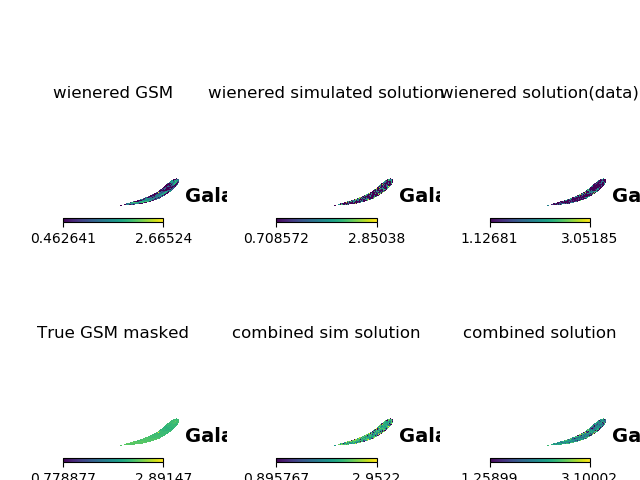 wienered GSM wienered simulated solution wienered solution(data)
Gala Gala Ga
0.462641 2.66524 0.708572 2.85038 1.12681 3.05185
True GSM masked combined sim solution combined solution
Gala Gala Ga
0.778877 2.89147 0.895767 2.9522 1.25899 3.10002